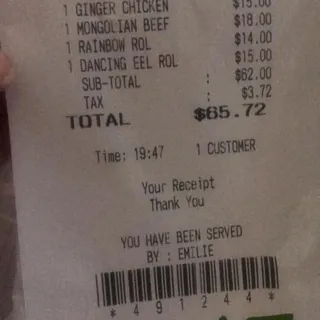 1 GINGER CHICKEN $15.00
1 MONGOLIAN BEEF $18.00
1 RAINBOW ROL $14.00
1 DANCING EEL ROL $15.00
SUB-TOTAL : $62.00
TAX : $3.72
TOTAL $65.72
Time: 19:47 1 CUSTOMER
Your Receipt
Thank You
YOU HAVE BEEN SERVED
BY : EMILIE
* 4 9 1 2 4 4 *